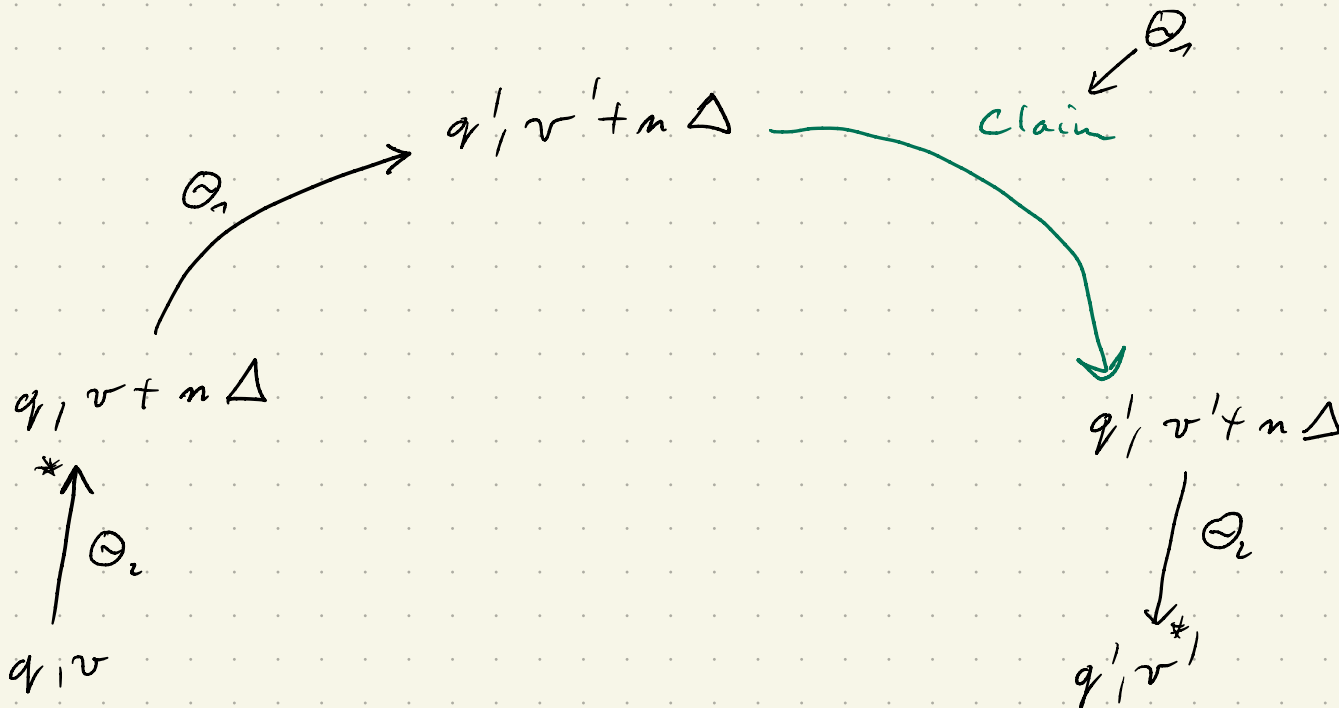 Θ₁
q', v' + n Δ
Claim
Θ₁
q, v + n Δ
q', v' + n Δ
*
Θ₂
Θ₂
*
q, v
q', v'